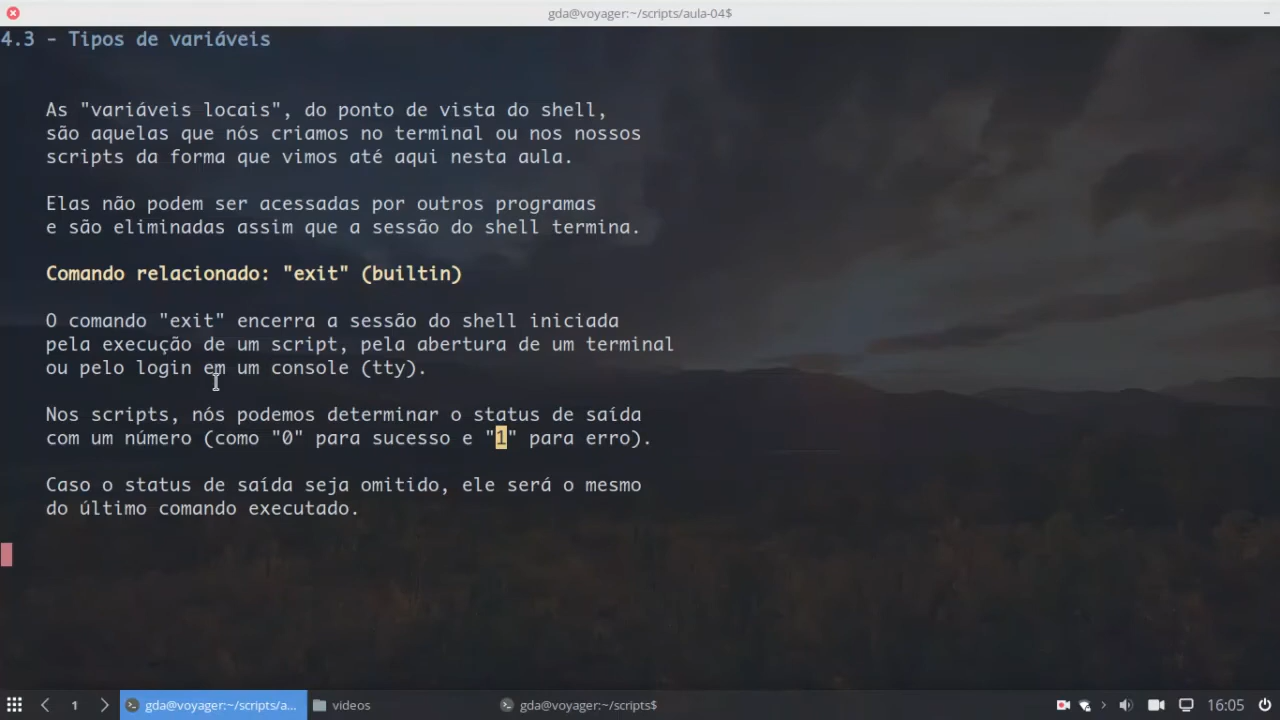 gda@voyager:~/scripts/aula-04$
4.3 - Tipos de variáveis
As "variáveis locais", do ponto de vista do shell,
são aquelas que nós criamos no terminal ou nos nossos
scripts da forma que vimos até aqui nesta aula.
Elas não podem ser acessadas por outros programas
e são eliminadas assim que a sessão do shell termina.
Comando relacionado: "exit" (builtin)
O comando "exit" encerra a sessão do shell iniciada
pela execução de um script, pela abertura de um terminal
ou pelo login em um console (tty).
Nos scripts, nós podemos determinar o status de saída
com um número (como "0" para sucesso e "1" para erro).
Caso o status de saída seja omitido, ele será o mesmo
do último comando executado.
1
gda@voyager:~/scripts/a...
videos
gda@voyager:~/scripts$
16:05